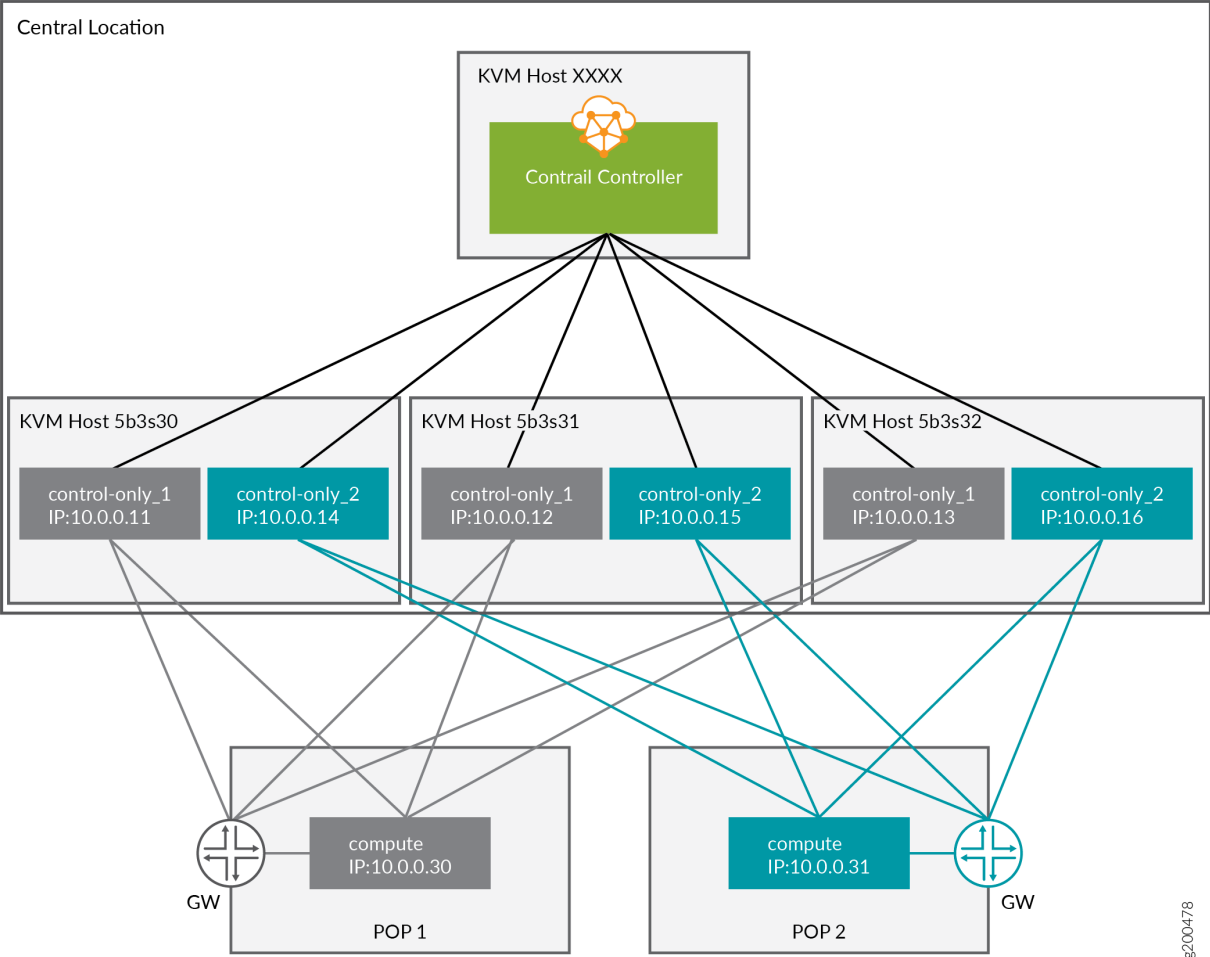 Central Location
KVM Host XXXX
Contrail Controller
KVM Host 5b3s30
control-only_1
IP:10.0.0.11
control-only_2
IP:10.0.0.14
KVM Host 5b3s31
control-only_1
IP:10.0.0.12
control-only_2
IP:10.0.0.15
KVM Host 5b3s32
control-only_1
IP:10.0.0.13
control-only_2
IP:10.0.0.16
compute
IP:10.0.0.30
GW
POP 1
compute
IP:10.0.0.31
GW
POP 2
g200478